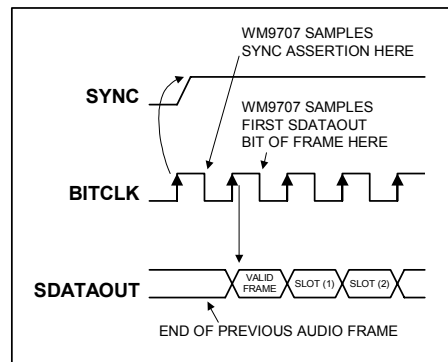 WM9707 SAMPLES
SYNC ASSERTION HERE
SYNC
WM9707 SAMPLES
FIRST SDATAOUT
BIT OF FRAME HERE
BITCLK
SDATAOUT
VALID
FRAME
SLOT (1)
SLOT (2)
END OF PREVIOUS AUDIO FRAME